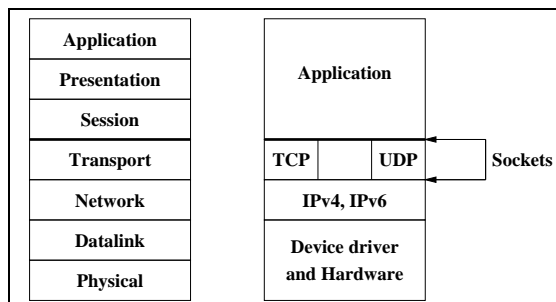 Application
Presentation
Session
Transport
Network
Datalink
Physical
Application
TCP
UDP
Sockets
IPv4, IPv6
Device driver
and Hardware